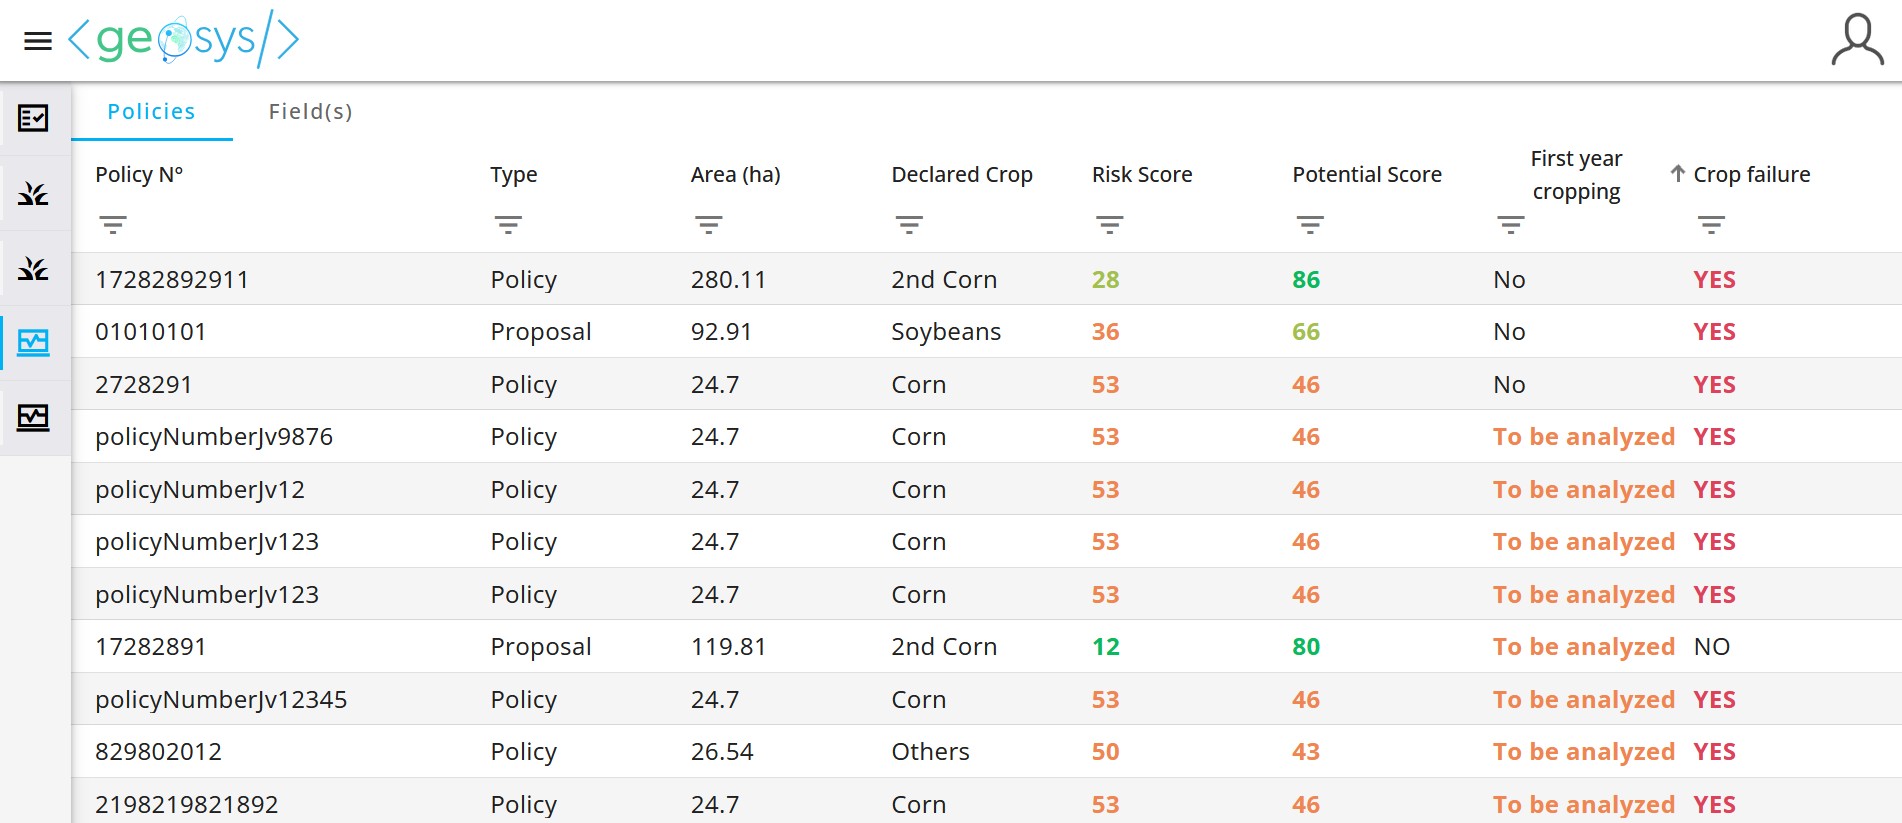 <geosys/>
Policies Field(s)
Policy N° Type Area (ha) Declared Crop Risk Score Potential Score First year cropping Crop failure
17282892911 Policy 280.11 2nd Corn 28 86 No YES
01010101 Proposal 92.91 Soybeans 36 66 No YES
2728291 Policy 24.7 Corn 53 46 No YES
policyNumberJv9876 Policy 24.7 Corn 53 46 To be analyzed YES
policyNumberJv12 Policy 24.7 Corn 53 46 To be analyzed YES
policyNumberJv123 Policy 24.7 Corn 53 46 To be analyzed YES
policyNumberJv123 Policy 24.7 Corn 53 46 To be analyzed YES
17282891 Proposal 119.81 2nd Corn 12 80 To be analyzed NO
policyNumberJv12345 Policy 24.7 Corn 53 46 To be analyzed YES
829802012 Policy 26.54 Others 50 43 To be analyzed YES
2198219821892 Policy 24.7 Corn 53 46 To be analyzed YES